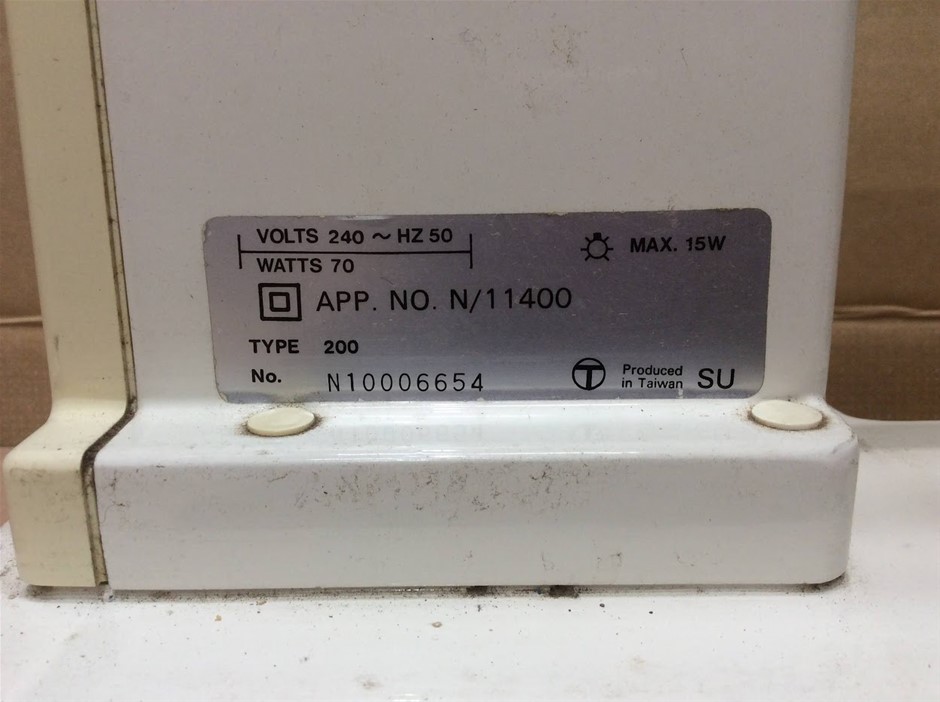 VOLTS 240 ~ HZ 50
WATTS 70
MAX. 15W
APP. NO. N/11400
TYPE 200
No. N10006654
Produced
in Taiwan
SU